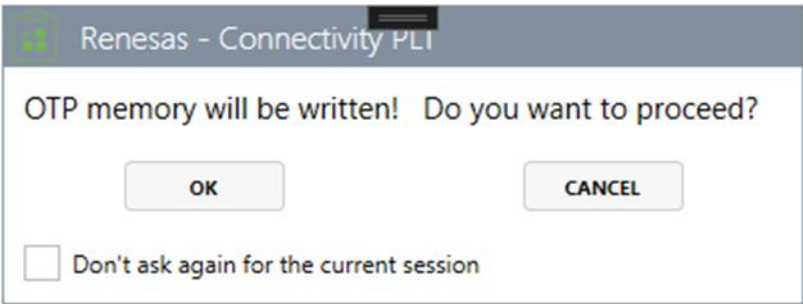 Renesas - Connectivity PLT
OTP memory will be written! Do you want to proceed?
OK
CANCEL
Don't ask again for the current session